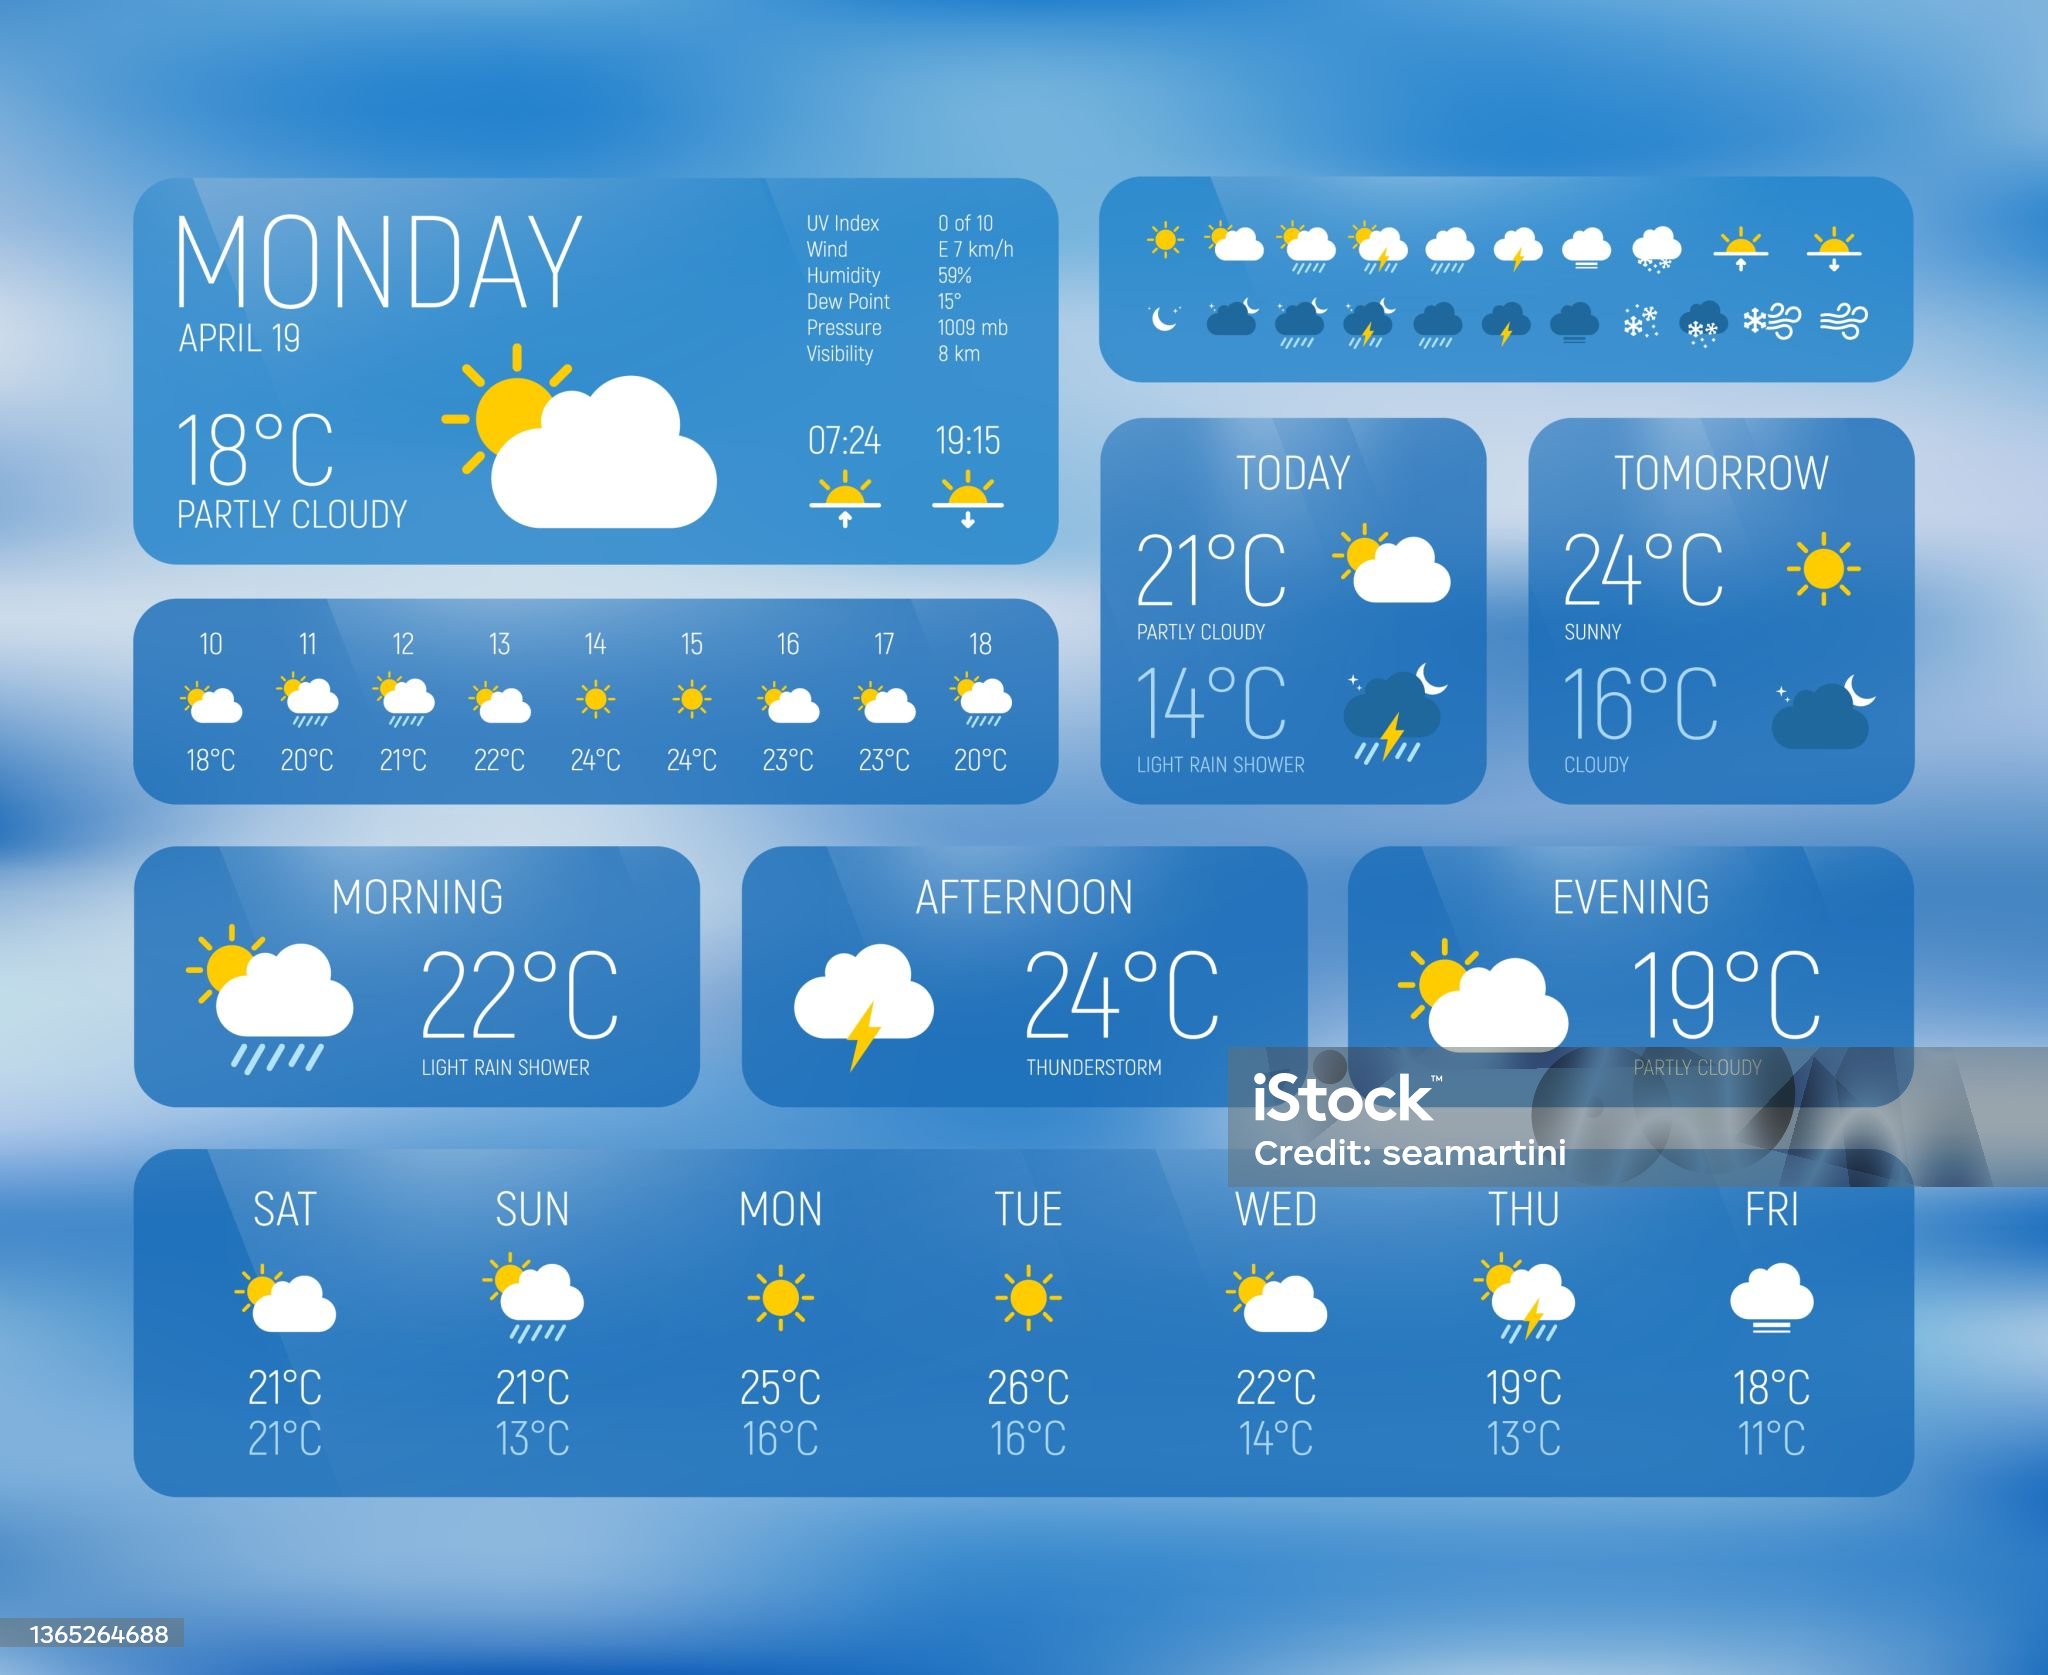 MONDAY
APRIL 19
18°C
PARTLY CLOUDY
UV Index 0 of 10
Wind E 7 km/h
Humidity 59%
Dew Point 15°
Pressure 1009 mb
Visibility 8 km
07:24 19:15
10 11 12 13 14 15 16 17 18
18°C 20°C 21°C 22°C 24°C 24°C 23°C 23°C 20°C
TODAY
21°C
PARTLY CLOUDY
14°C
LIGHT RAIN SHOWER
TOMORROW
24°C
SUNNY
16°C
CLOUDY
MORNING
22°C
LIGHT RAIN SHOWER
AFTERNOON
24°C
THUNDERSTORM
EVENING
19°C
PARTLY CLOUDY
iStock™
Credit: seamartini
SAT SUN MON TUE WED THU FRI
21°C 21°C 25°C 26°C 22°C 19°C 18°C
21°C 13°C 16°C 16°C 14°C 13°C 11°C
1365264688